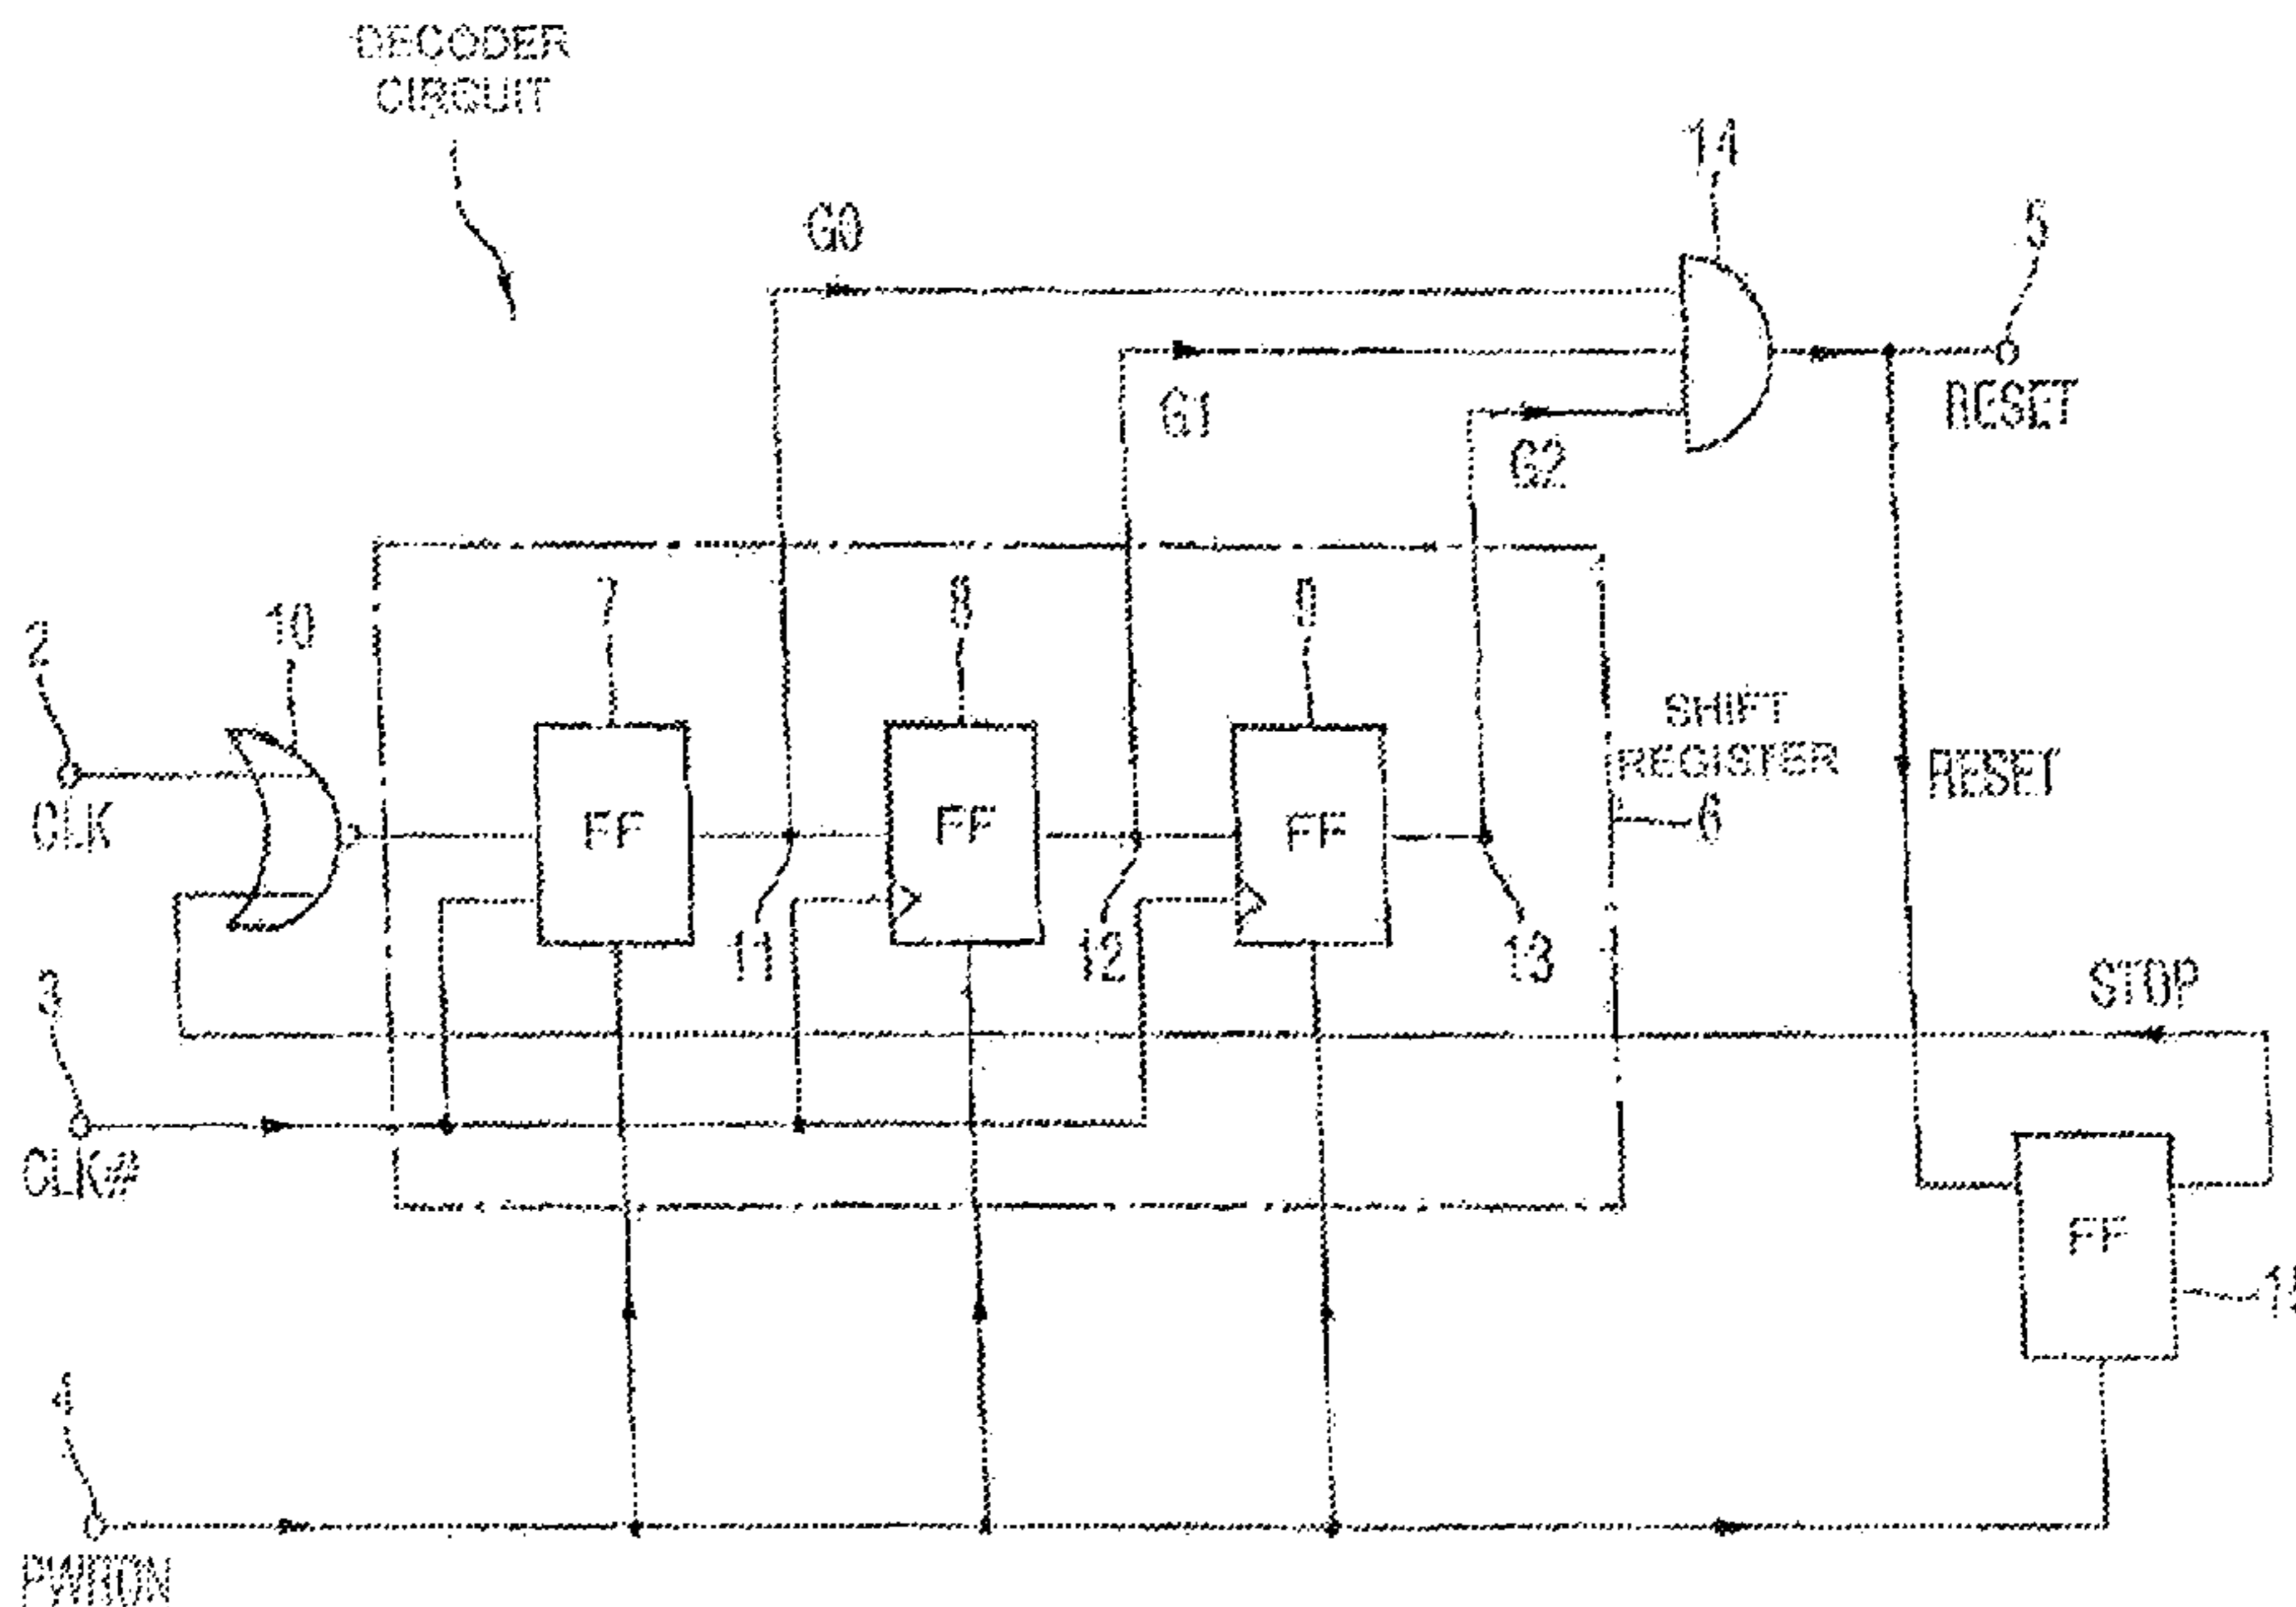 DECODER
CIRCUIT
14
5
G0
G1
G2
RESET
7
8
9
10
2
CLK
FF
FF
FF
SHIFT
REGISTER
6
RESET
11
12
13
3
CLK#
STOP
FF
4
PWRON